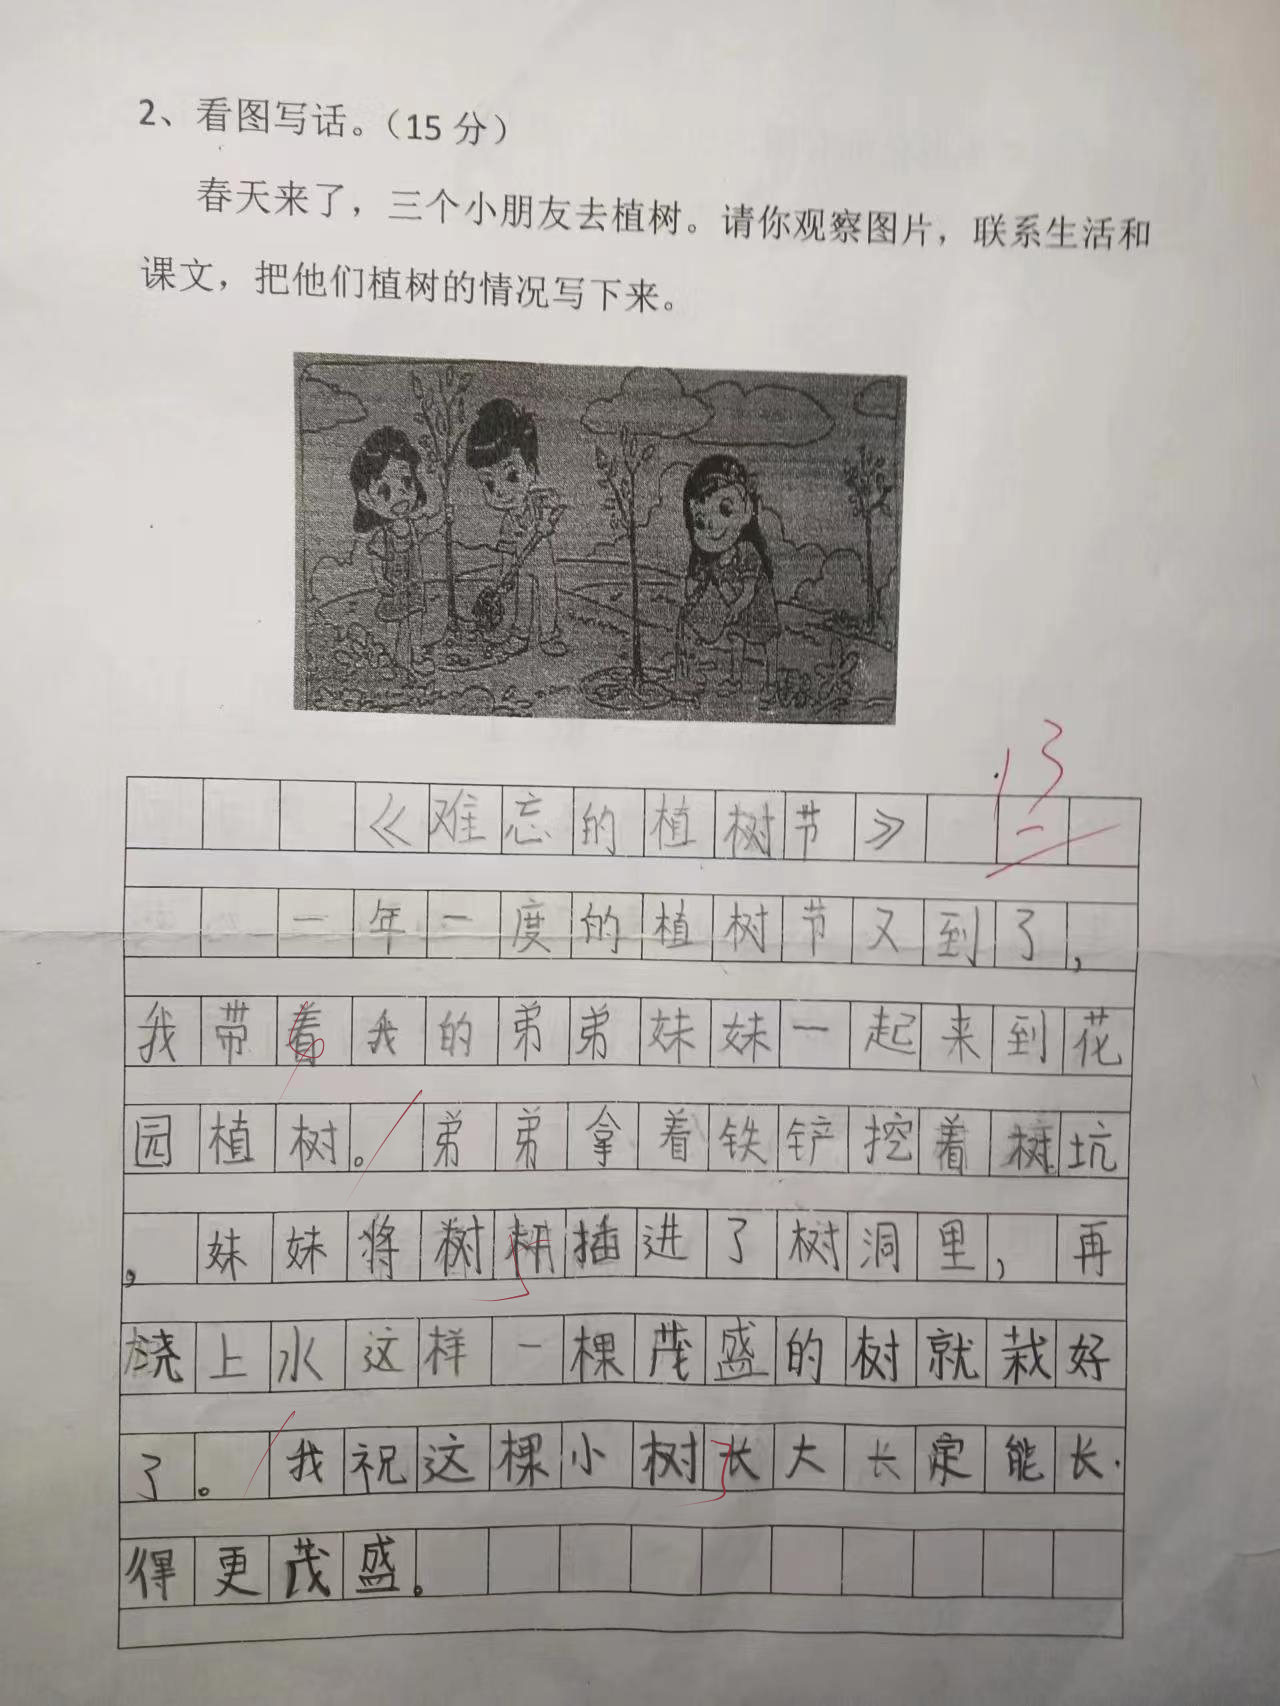 2、看图写话。（15 分）
春天来了，三个小朋友去植树。请你观察图片，联系生活和
课文，把他们植树的情况写下来。
13
《难忘的植树节》
一年一度的植树节又到了，
我带着我的弟弟妹妹一起来到花
园植树。弟弟拿着铁铲挖着树坑
，妹妹将树插进了树洞里，再
浇上水这样一棵茂盛的树就栽好
了。我祝这棵小树长大长定能长
得更茂盛。